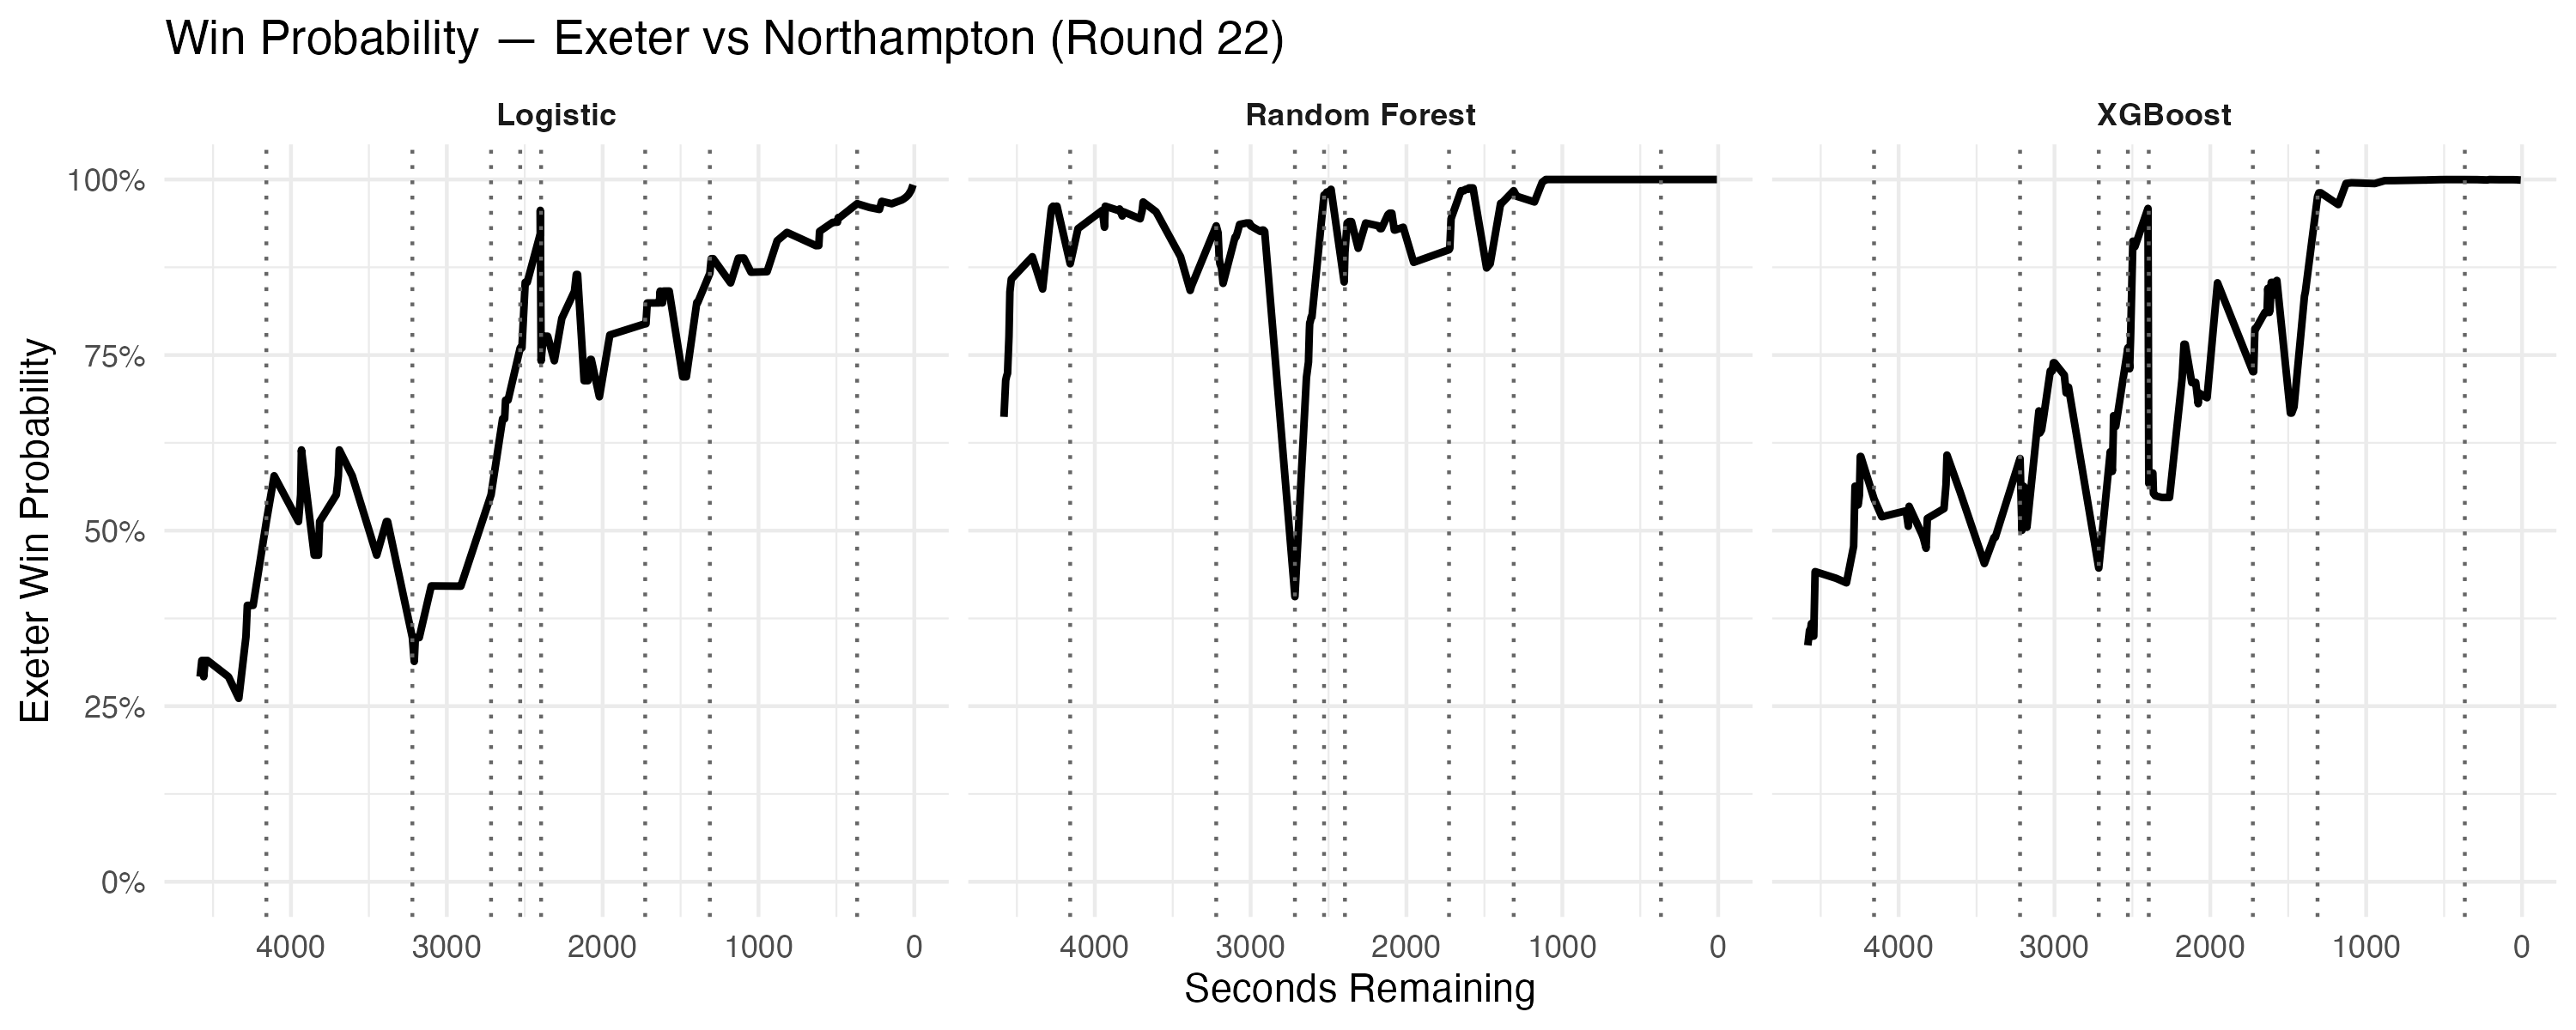 Win Probability — Exeter vs Northampton (Round 22)
Logistic
Random Forest
XGBoost
Exeter Win Probability
100%
75%
50%
25%
0%
4000 3000 2000 1000 0
4000 3000 2000 1000 0
4000 3000 2000 1000 0
Seconds Remaining